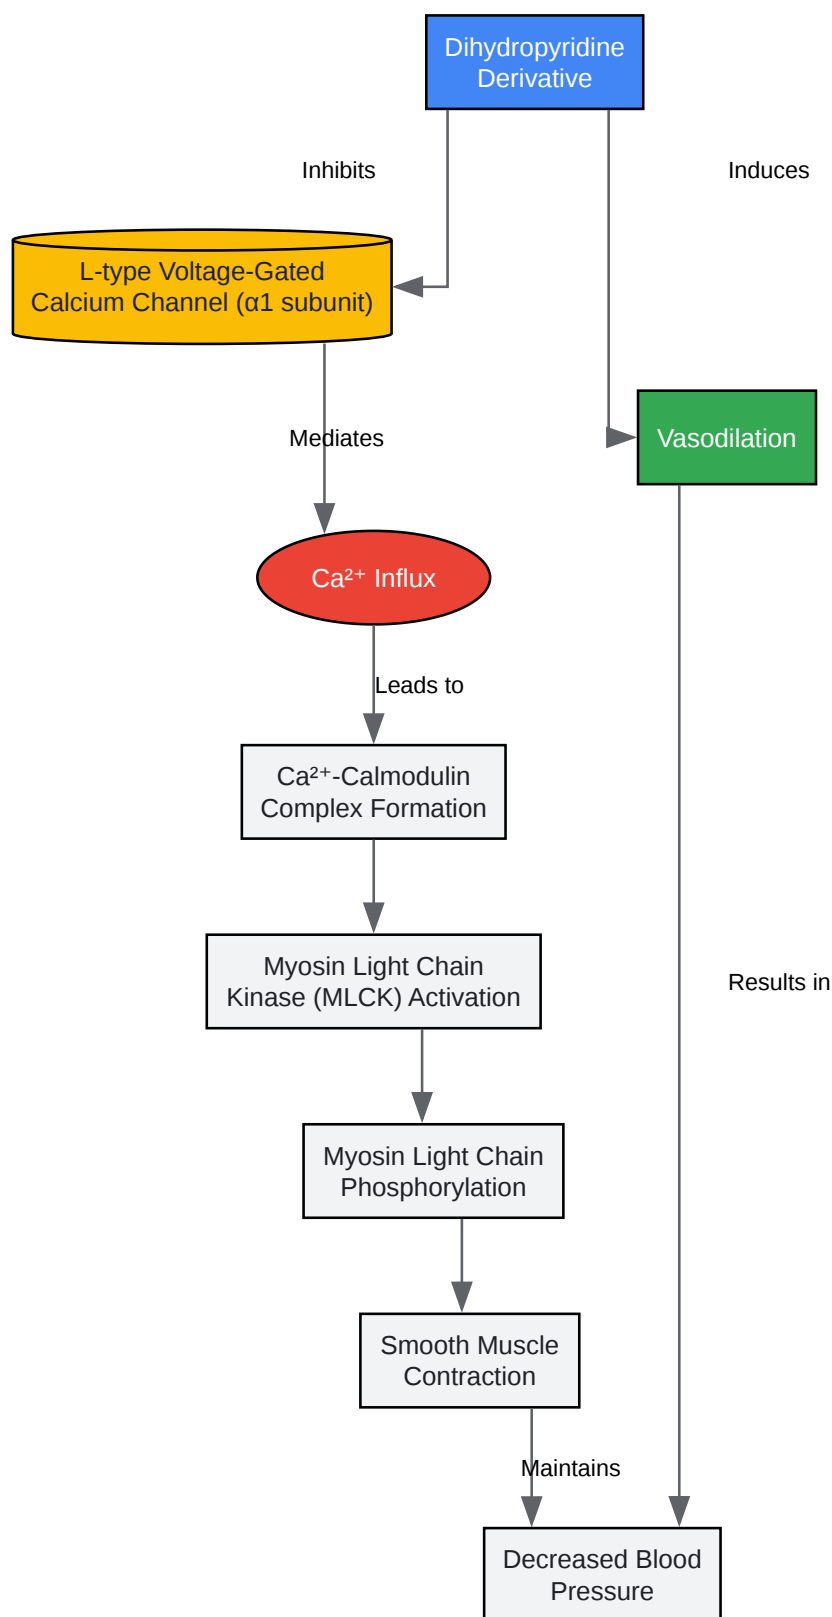 Dihydropyridine
Derivative
Inhibits
Induces
L-type Voltage-Gated
Calcium Channel (α1 subunit)
Mediates
Vasodilation
Ca²⁺ Influx
Leads to
Ca²⁺-Calmodulin
Complex Formation
Myosin Light Chain
Kinase (MLCK) Activation
Results in
Myosin Light Chain
Phosphorylation
Smooth Muscle
Contraction
Maintains
Decreased Blood
Pressure